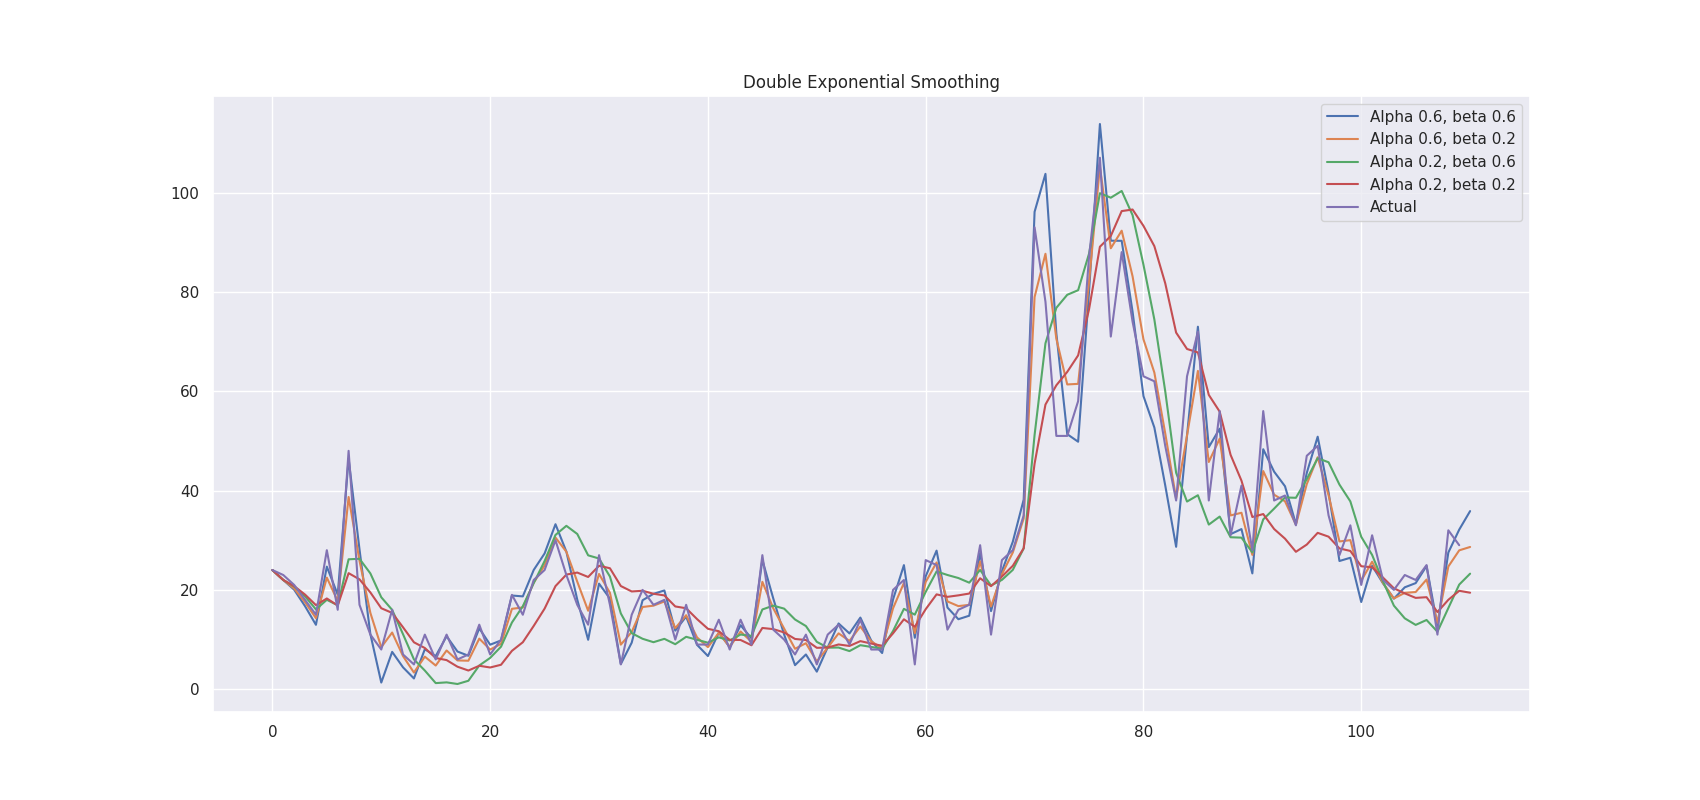 Double Exponential Smoothing
Alpha 0.6, beta 0.6
Alpha 0.6, beta 0.2
Alpha 0.2, beta 0.6
Alpha 0.2, beta 0.2
Actual
100
80
60
40
20
0
0 20 40 60 80 100